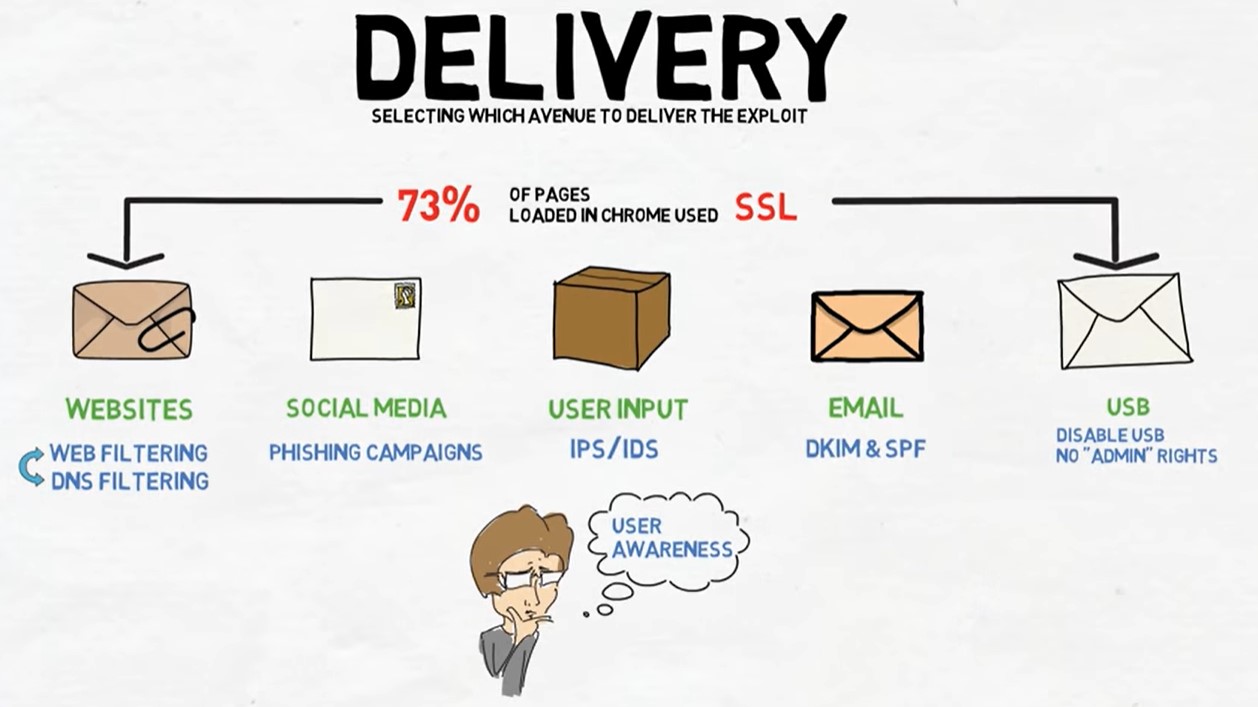 DELIVERY
SELECTING WHICH AVENUE TO DELIVER THE EXPLOIT
73% OF PAGES
LOADED IN CHROME USED SSL
WEBSITES
WEB FILTERING
DNS FILTERING
SOCIAL MEDIA
PHISHING CAMPAIGNS
USER INPUT
IPS/IDS
EMAIL
DKIM & SPF
USB
DISABLE USB
NO "ADMIN" RIGHTS
USER
AWARENESS